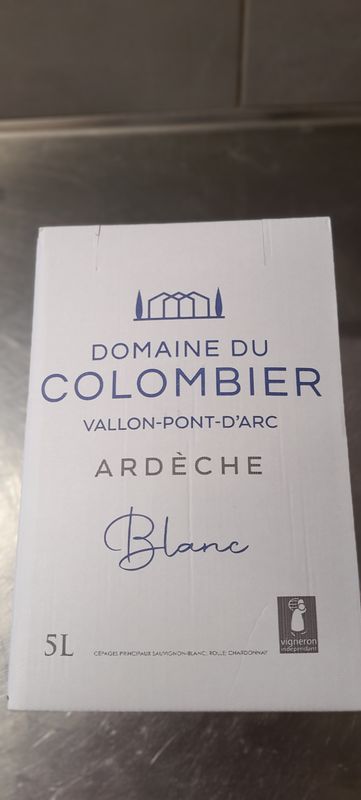 DOMAINE DU
COLOMBIER
VALLON-PONT-D'ARC
ARDÈCHE
Blanc
5L
CÉPAGES PRINCIPAUX SAUVIGNON-BLANC, ROLLE, CHARDONNAY
vigneron
indépendant